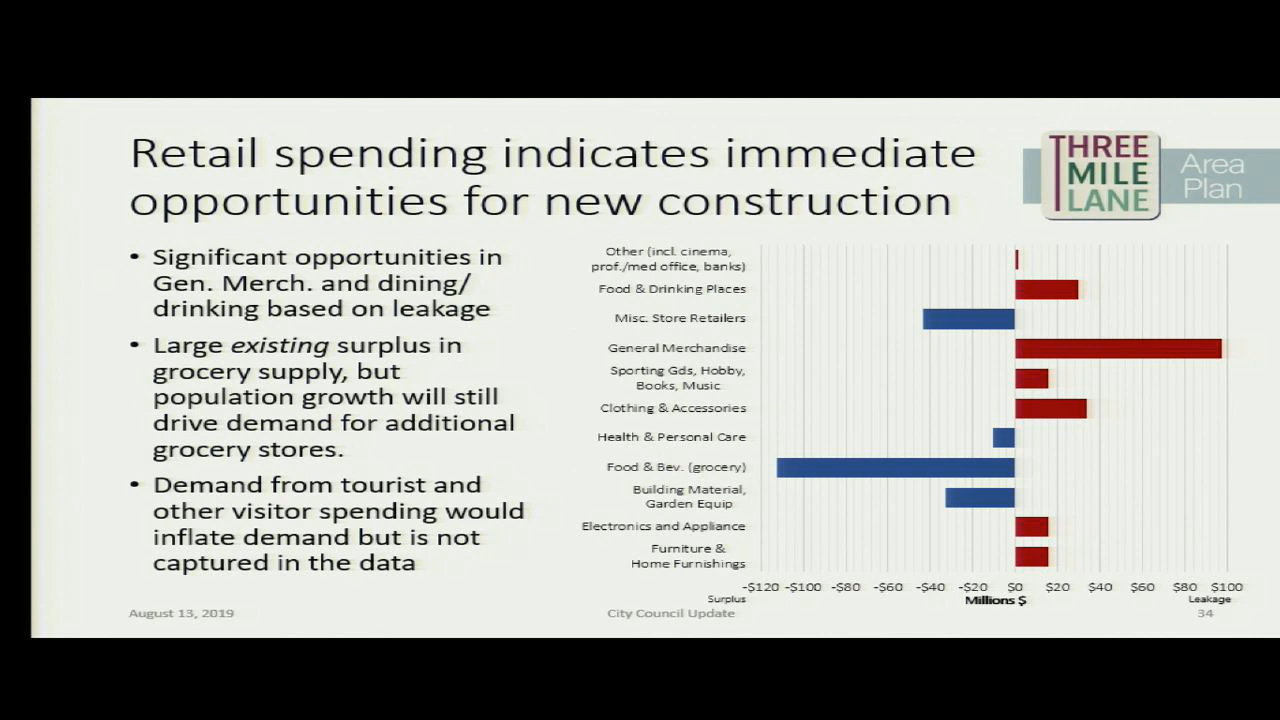 Retail spending indicates immediate
opportunities for new construction
THREE
MILE
LANE
Area
Plan
• Significant opportunities in
Gen. Merch. and dining/
drinking based on leakage
• Large existing surplus in
grocery supply, but
population growth will still
drive demand for additional
grocery stores.
• Demand from tourist and
other visitor spending would
inflate demand but is not
captured in the data
Other (incl. cinema,
prof./med office, banks)
Food & Drinking Places
Misc. Store Retailers
General Merchandise
Sporting Gds, Hobby,
Books, Music
Clothing & Accessories
Health & Personal Care
Food & Bev. (grocery)
Building Material,
Garden Equip
Electronics and Appliance
Furniture &
Home Furnishings
-$120 -$100 -$80 -$60 -$40 -$20 $0 $20 $40 $60 $80 $100
Surplus Millions $ Leakage
August 13, 2019 City Council Update 34